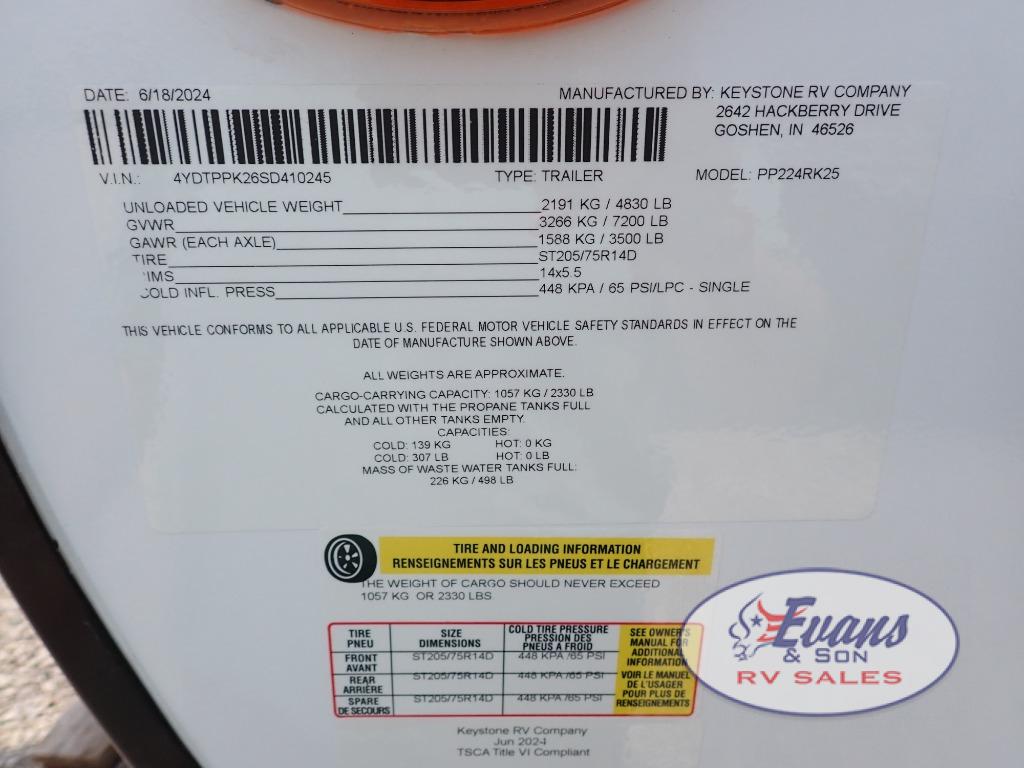 DATE: 6/18/2024
MANUFACTURED BY: KEYSTONE RV COMPANY
2642 HACKBERRY DRIVE
GOSHEN, IN 46526
V.I.N.: 4YDTPPK26SD410245 TYPE: TRAILER MODEL: PP224RK25
UNLOADED VEHICLE WEIGHT 2191 KG / 4830 LB
GVWR 3266 KG / 7200 LB
GAWR (EACH AXLE) 1588 KG / 3500 LB
TIRE ST205/75R14D
IMS 14x5.5
COLD INFL. PRESS 448 KPA / 65 PSI/LPC - SINGLE
THIS VEHICLE CONFORMS TO ALL APPLICABLE U.S. FEDERAL MOTOR VEHICLE SAFETY STANDARDS IN EFFECT ON THE
DATE OF MANUFACTURE SHOWN ABOVE.
ALL WEIGHTS ARE APPROXIMATE.
CARGO-CARRYING CAPACITY: 1057 KG / 2330 LB
CALCULATED WITH THE PROPANE TANKS FULL
AND ALL OTHER TANKS EMPTY.
CAPACITIES:
COLD: 139 KG HOT: 0 KG
COLD: 307 LB HOT: 0 LB
MASS OF WASTE WATER TANKS FULL:
226 KG / 498 LB
TIRE AND LOADING INFORMATION
RENSEIGNEMENTS SUR LES PNEUS ET LE CHARGEMENT
THE WEIGHT OF CARGO SHOULD NEVER EXCEED
1057 KG OR 2330 LBS
TIRE
PNEU
SIZE
DIMENSIONS
COLD TIRE PRESSURE
PRESSION DES
PNEUS A FROID
FRONT
AVANT
ST205/75R14D
448 KPA /65 PSI
REAR
ARRIÈRE
ST205/75R14D
448 KPA /65 PSI
SPARE
DE SECOURS
ST205/75R14D
448 KPA /65 PSI
SEE OWNER'S
MANUAL FOR
ADDITIONAL
INFORMATION
VOIR LE MANUEL
DE L'USAGER
POUR PLUS DE
RENSEIGNEMENTS
Keystone RV Company
Jun 2024
TSCA Title VI Compliant
Evans
& SON
RV SALES